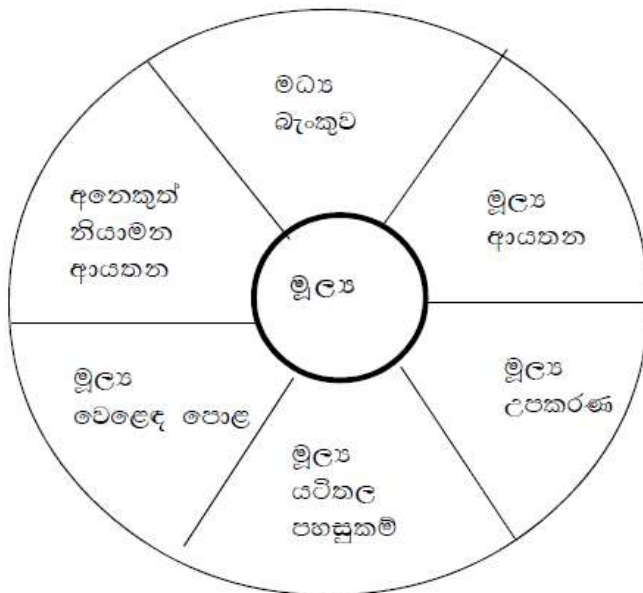 මධ්‍ය
බැංකුව
මූල්‍ය
ආයතන
මූල්‍ය
උපකරණ
මූල්‍ය
යටිතල
පහසුකම්
මූල්‍ය
වෙළෙඳ පොළ
අනෙකුත්
නියාමන
ආයතන
මූල්‍ය